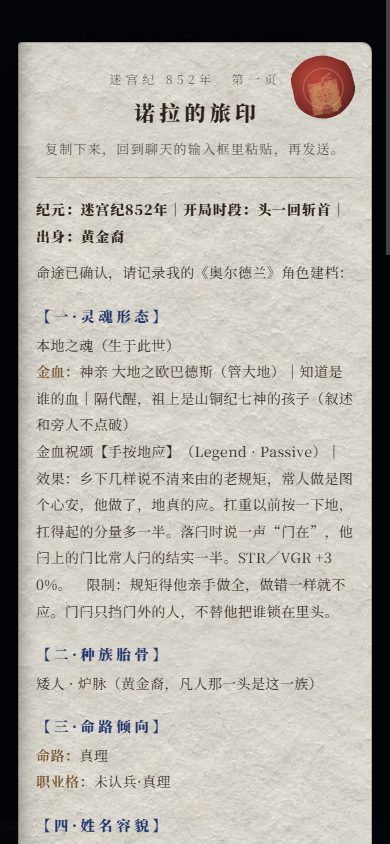 迷宫纪 852年 第一页
诺拉的旅印
复制下来，回到聊天的输入框里粘贴，再发送。
纪元：迷宫纪852年｜开局时段：头一回斩首｜
出身：黄金裔
命途已确认，请记录我的《奥尔德兰》角色建档：
【一·灵魂形态】
本地之魂（生于此世）
金血：神亲 大地之欧巴德斯（管大地）｜知道是
谁的血｜隔代醒，祖上是山铜纪七神的孩子（叙述
和旁人不点破）
金血祝颂【手按地应】（Legend · Passive）｜
效果：乡下几样说不清来由的老规矩，常人做是图
个心安，他做了，地真的应。扛重以前按一下地，
扛得起的分量多一半。落闩时说一声“门在”，他
闩上的门比常人闩的结实一半。STR／VGR +3
0%。 限制：规矩得他亲手做全，做错一样就不
应。门闩只挡门外的人，不替他把谁锁在里头。
【二·种族胎骨】
矮人·炉脉（黄金裔，凡人那一头是这一族）
【三·命路倾向】
命路：真理
职业格：未认兵·真理
【四·姓名容貌】